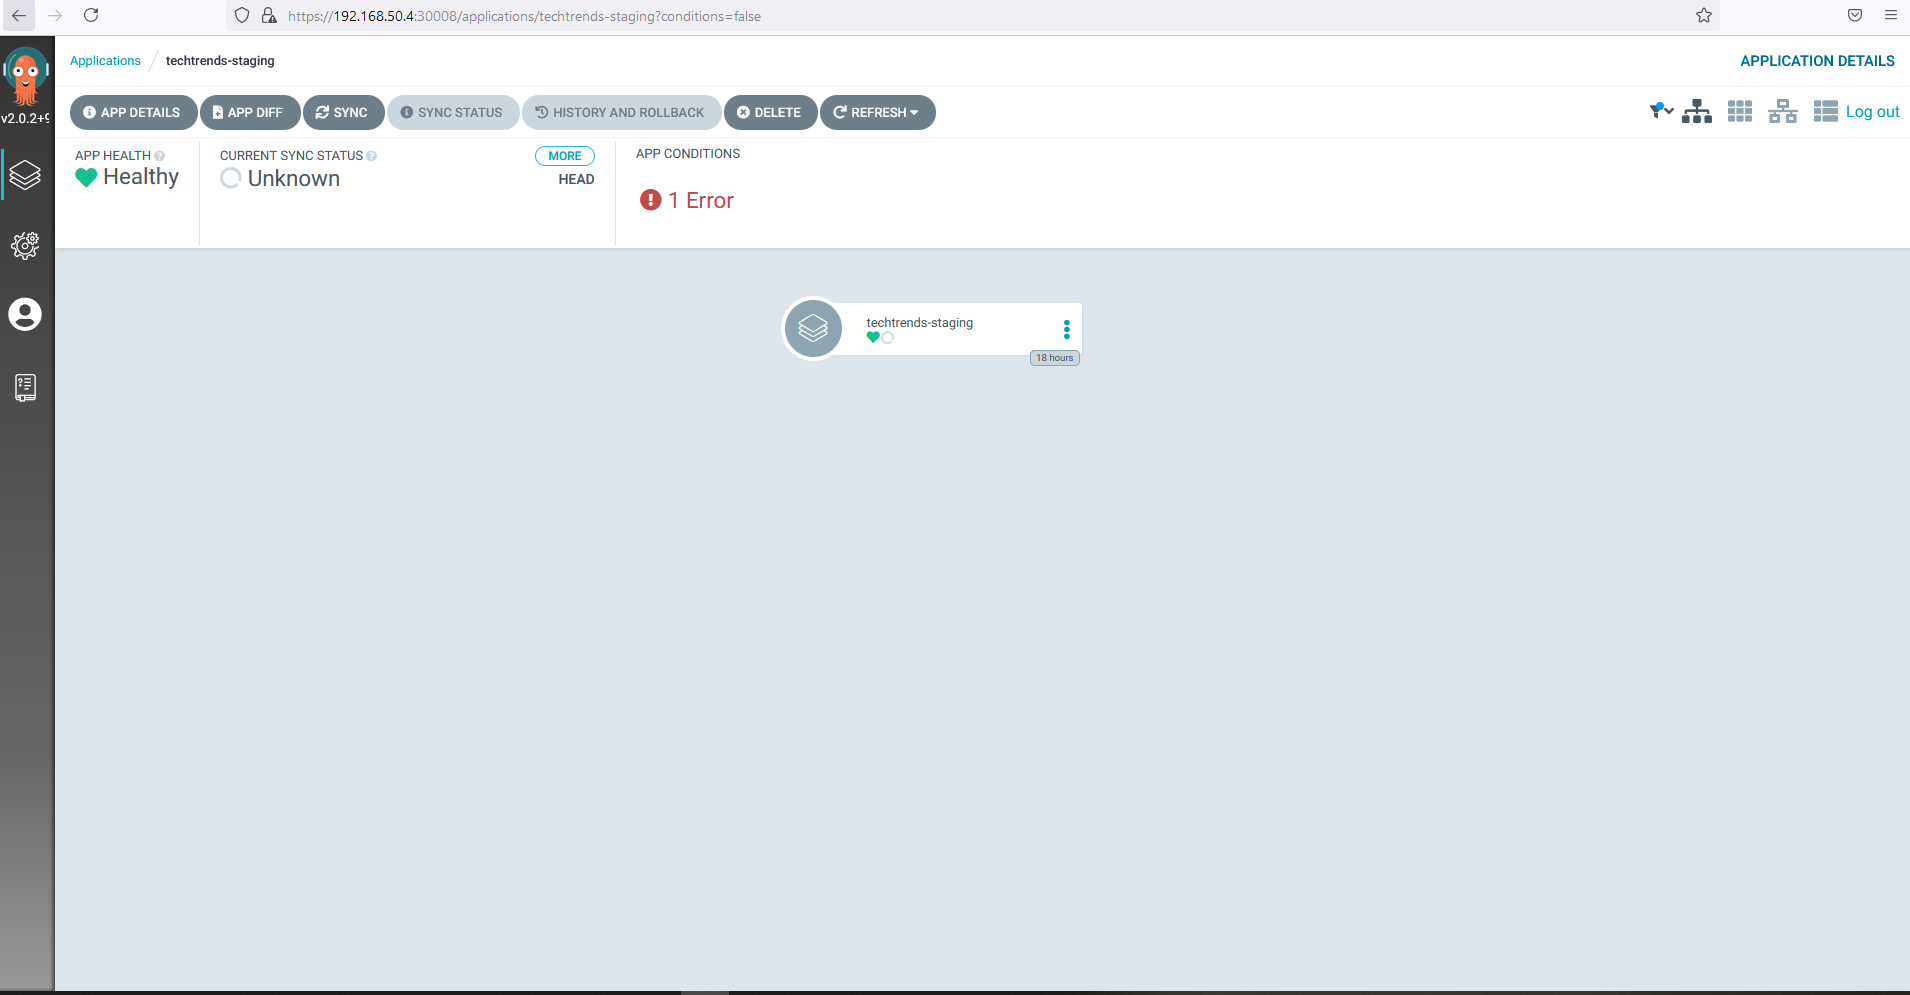 https://192.168.50.4:30008/applications/techtrends-staging?conditions=false
Applications / techtrends-staging
APPLICATION DETAILS
v2.0.2+9
APP DETAILS
APP DIFF
SYNC
SYNC STATUS
HISTORY AND ROLLBACK
DELETE
REFRESH
Log out
APP HEALTH
Healthy
CURRENT SYNC STATUS
MORE
Unknown
HEAD
APP CONDITIONS
1 Error
techtrends-staging
18 hours